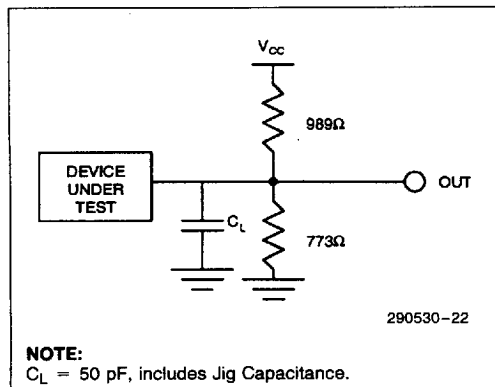 V_CC
989Ω
DEVICE
UNDER
TEST
OUT
C_L
773Ω
290530-22
NOTE:
C_L = 50 pF, includes Jig Capacitance.